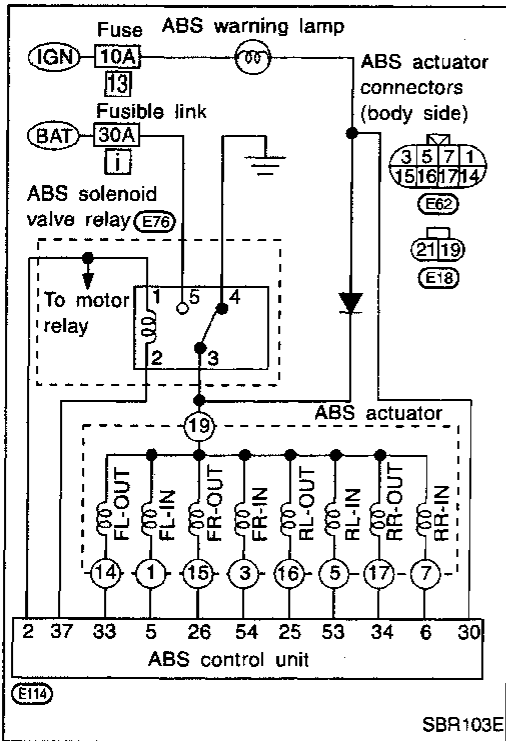 Fuse
ABS warning lamp
IGN
10A
13
ABS actuator
connectors
(body side)
Fusible link
BAT
30A
i
3 5 7 1
15 16 17 14
E62
ABS solenoid
valve relay E76
21 19
E18
To motor
relay
1 5 4
2 3
ABS actuator
19
FL-OUT
FL-IN
FR-OUT
FR-IN
RL-OUT
RL-IN
RR-OUT
RR-IN
14 1 15 3 16 5 17 7
2 37 33 5 26 54 25 53 34 6 30
ABS control unit
E114
SBR103E